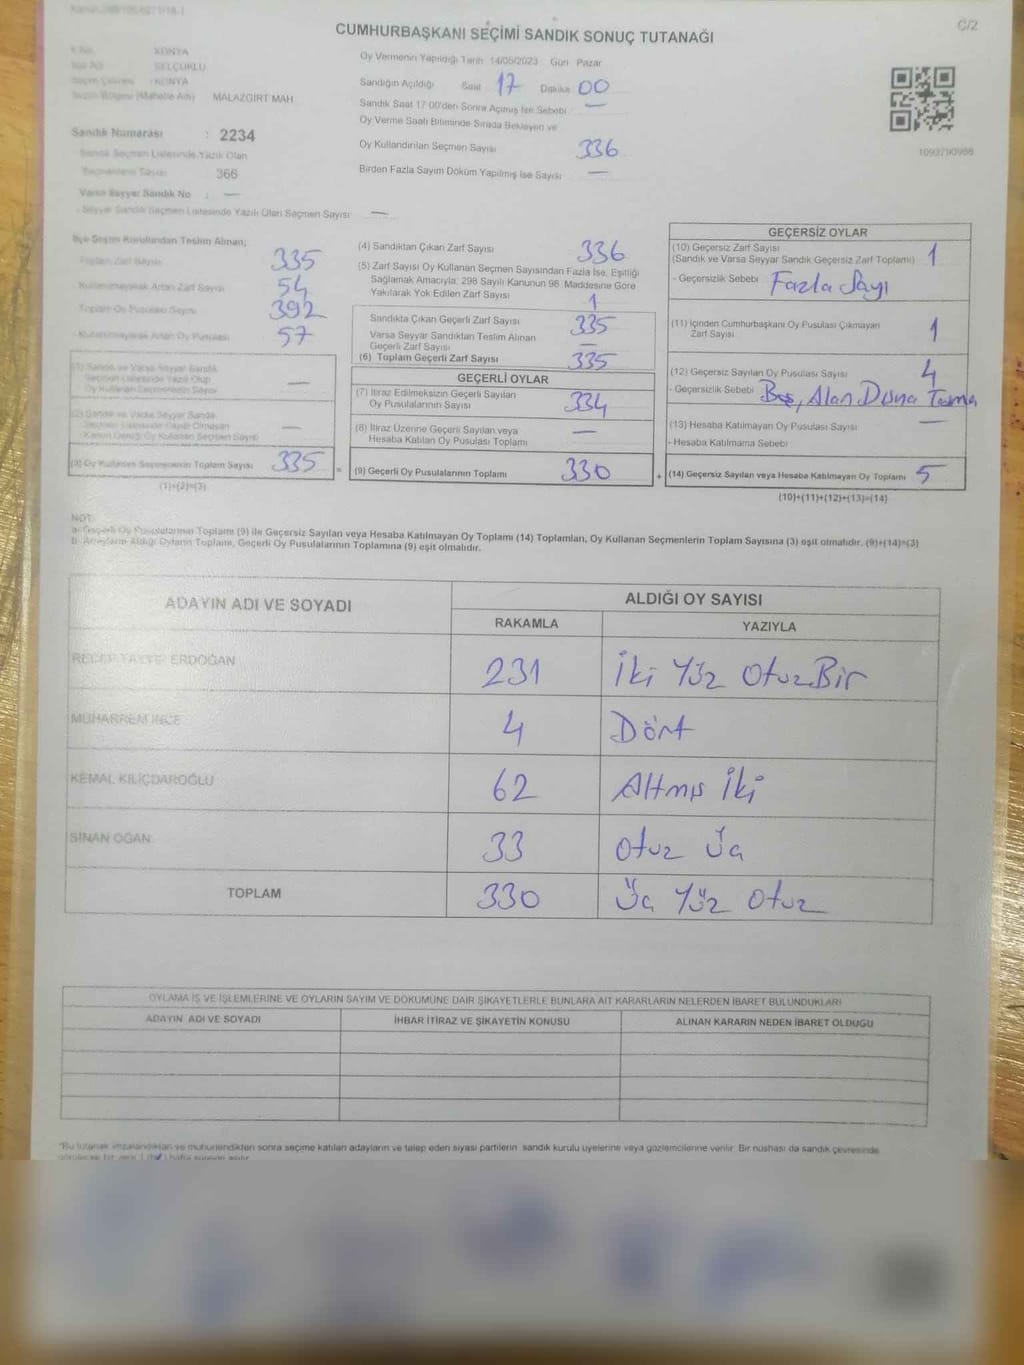 C/2
CUMHURBAŞKANI SEÇİMİ SANDIK SONUÇ TUTANAĞI
KONYA
SELÇUKLU
KONYA
MALAZGİRT MAH
Sandık Numarası : 2234
Sandık Seçmen Listesinde Yazılı Olan
Seçmenlerin Sayısı 366
Varsa Seyyar Sandık No : —
- Seyyar Sandık Seçmen Listesinde Yazılı Olan Seçmen Sayısı —
Oy Vermenin Yapıldığı Tarih 14/05/2023 Gün Pazar
Sandığın Açıldığı Saat 17 Dakika 00
Sandık Saat 17:00'den Sonra Açılmış İse Sebebi —
Oy Verme Saati Bitiminde Sırada Bekleyen ve
Oy Kullandırılan Seçmen Sayısı 336
Birden Fazla Sayım Döküm Yapılmış İse Sayısı —
1093790986
İlçe Seçim Kurulundan Teslim Alınan;
Toplam Zarf Sayısı 335
- Kullanılmayarak Artan Zarf Sayısı 54
Toplam Oy Pusulası Sayısı 392
- Kullanılmayarak Artan Oy Pusulası 57
(1) Sandık ve Varsa Seyyar Sandık
Seçmen Listesinde Yazılı Olup
Oy Kullanan Seçmenlerin Sayısı —
(2) Sandık ve Varsa Seyyar Sandık
Seçmen Listesinde Kayıtlı Olmayan
Kanun Gereği Oy Kullanan Seçmen Sayısı —
(3) Oy Kullanan Seçmenlerin Toplam Sayısı 335
(1)+(2)=(3)
(4) Sandıktan Çıkan Zarf Sayısı 336
(5) Zarf Sayısı Oy Kullanan Seçmen Sayısından Fazla İse, Eşitliği
Sağlamak Amacıyla; 298 Sayılı Kanunun 98. Maddesine Göre
Yakılarak Yok Edilen Zarf Sayısı 1
Sandıkta Çıkan Geçerli Zarf Sayısı 335
Varsa Seyyar Sandıktan Teslim Alınan
Geçerli Zarf Sayısı —
(6) Toplam Geçerli Zarf Sayısı 335
GEÇERLİ OYLAR
(7) İtiraz Edilmeksizin Geçerli Sayılan
Oy Pusulalarının Sayısı 334
(8) İtiraz Üzerine Geçerli Sayılan veya
Hesaba Katılan Oy Pusulası Toplamı —
= (9) Geçerli Oy Pusulalarının Toplamı 330
GEÇERSİZ OYLAR
(10) Geçersiz Zarf Sayısı
(Sandık ve Varsa Seyyar Sandık Geçersiz Zarf Toplamı) 1
- Geçersizlik Sebebi Fazla Sayı
(11) İçinden Cumhurbaşkanı Oy Pusulası Çıkmayan
Zarf Sayısı 1
(12) Geçersiz Sayılan Oy Pusulası Sayısı 4
- Geçersizlik Sebebi Boş, Alan Dışına Taşma
(13) Hesaba Katılmayan Oy Pusulası Sayısı —
- Hesaba Katılmama Sebebi
+ (14) Geçersiz Sayılan veya Hesaba Katılmayan Oy Toplamı 5
(10)+(11)+(12)+(13)=(14)
NOT:
a- Geçerli Oy Pusulalarının Toplamı (9) ile Geçersiz Sayılan veya Hesaba Katılmayan Oy Toplamı (14) Toplamları, Oy Kullanan Seçmenlerin Toplam Sayısına (3) eşit olmalıdır. (9)+(14)=(3)
b- Adayların Aldığı Oyların Toplamı, Geçerli Oy Pusulalarının Toplamına (9) eşit olmalıdır.
ADAYIN ADI VE SOYADI
ALDIĞI OY SAYISI
RAKAMLA YAZIYLA
RECEP TAYYİP ERDOĞAN 231 İki Yüz Otuz Bir
MUHARREM İNCE 4 Dört
KEMAL KILIÇDAROĞLU 62 Altmış İki
SİNAN OĞAN 33 Otuz Üç
TOPLAM 330 Üç Yüz Otuz
OYLAMA İŞ VE İŞLEMLERİNE VE OYLARIN SAYIM VE DÖKÜMÜNE DAİR ŞİKAYETLERLE BUNLARA AİT KARARLARIN NELERDEN İBARET BULUNDUKLARI
ADAYIN ADI VE SOYADI İHBAR İTİRAZ VE ŞİKAYETİN KONUSU ALINAN KARARIN NEDEN İBARET OLDUĞU
*Bu tutanak imzalandıktan ve mühürlendikten sonra seçime katılan adayların ve talep eden siyasi partilerin sandık kurulu üyelerine veya gözlemcilerine verilir. Bir nüshası da sandık çevresinde